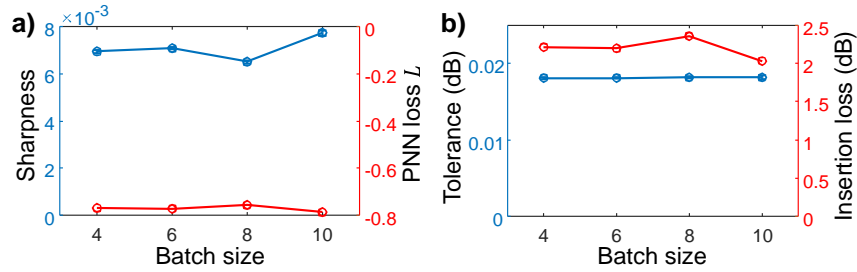 a)
×10⁻³
8
6
4
2
0
Sharpness
0
-0.2
-0.4
-0.6
-0.8
PNN loss L
4 6 8 10
Batch size
b)
0.02
0.01
0
Tolerance (dB)
2.5
2
1.5
1
0.5
0
Insertion loss (dB)
4 6 8 10
Batch size